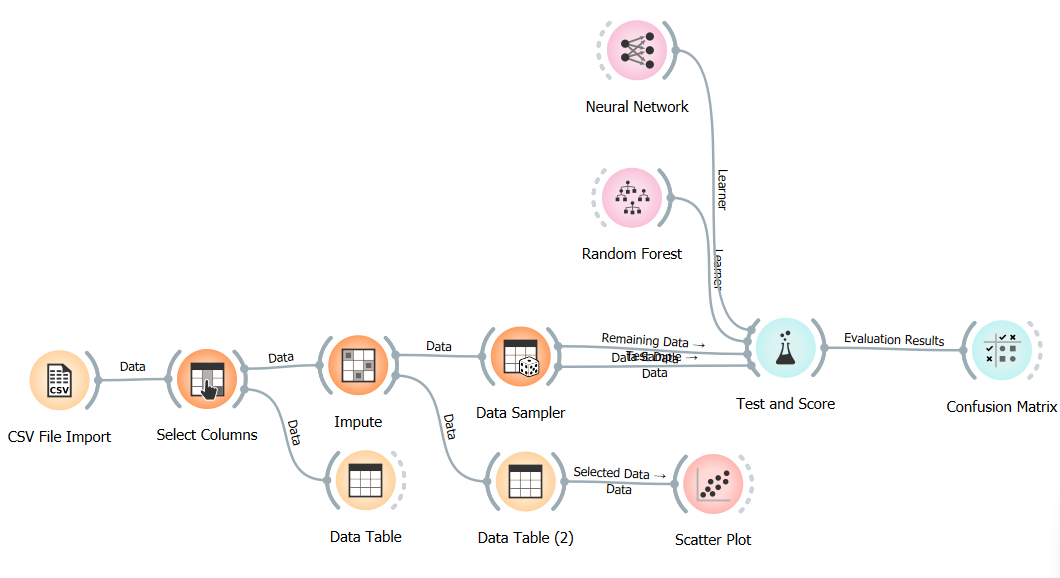 Neural Network
Learner
Random Forest
Learner
CSV
CSV File Import
Data
Select Columns
Data
Data
Impute
Data
Data
Data Sampler
Remaining Data →
Test Data
Data Sample →
Data
Test and Score
Evaluation Results
Confusion Matrix
Data Table
Data Table (2)
Selected Data →
Data
Scatter Plot